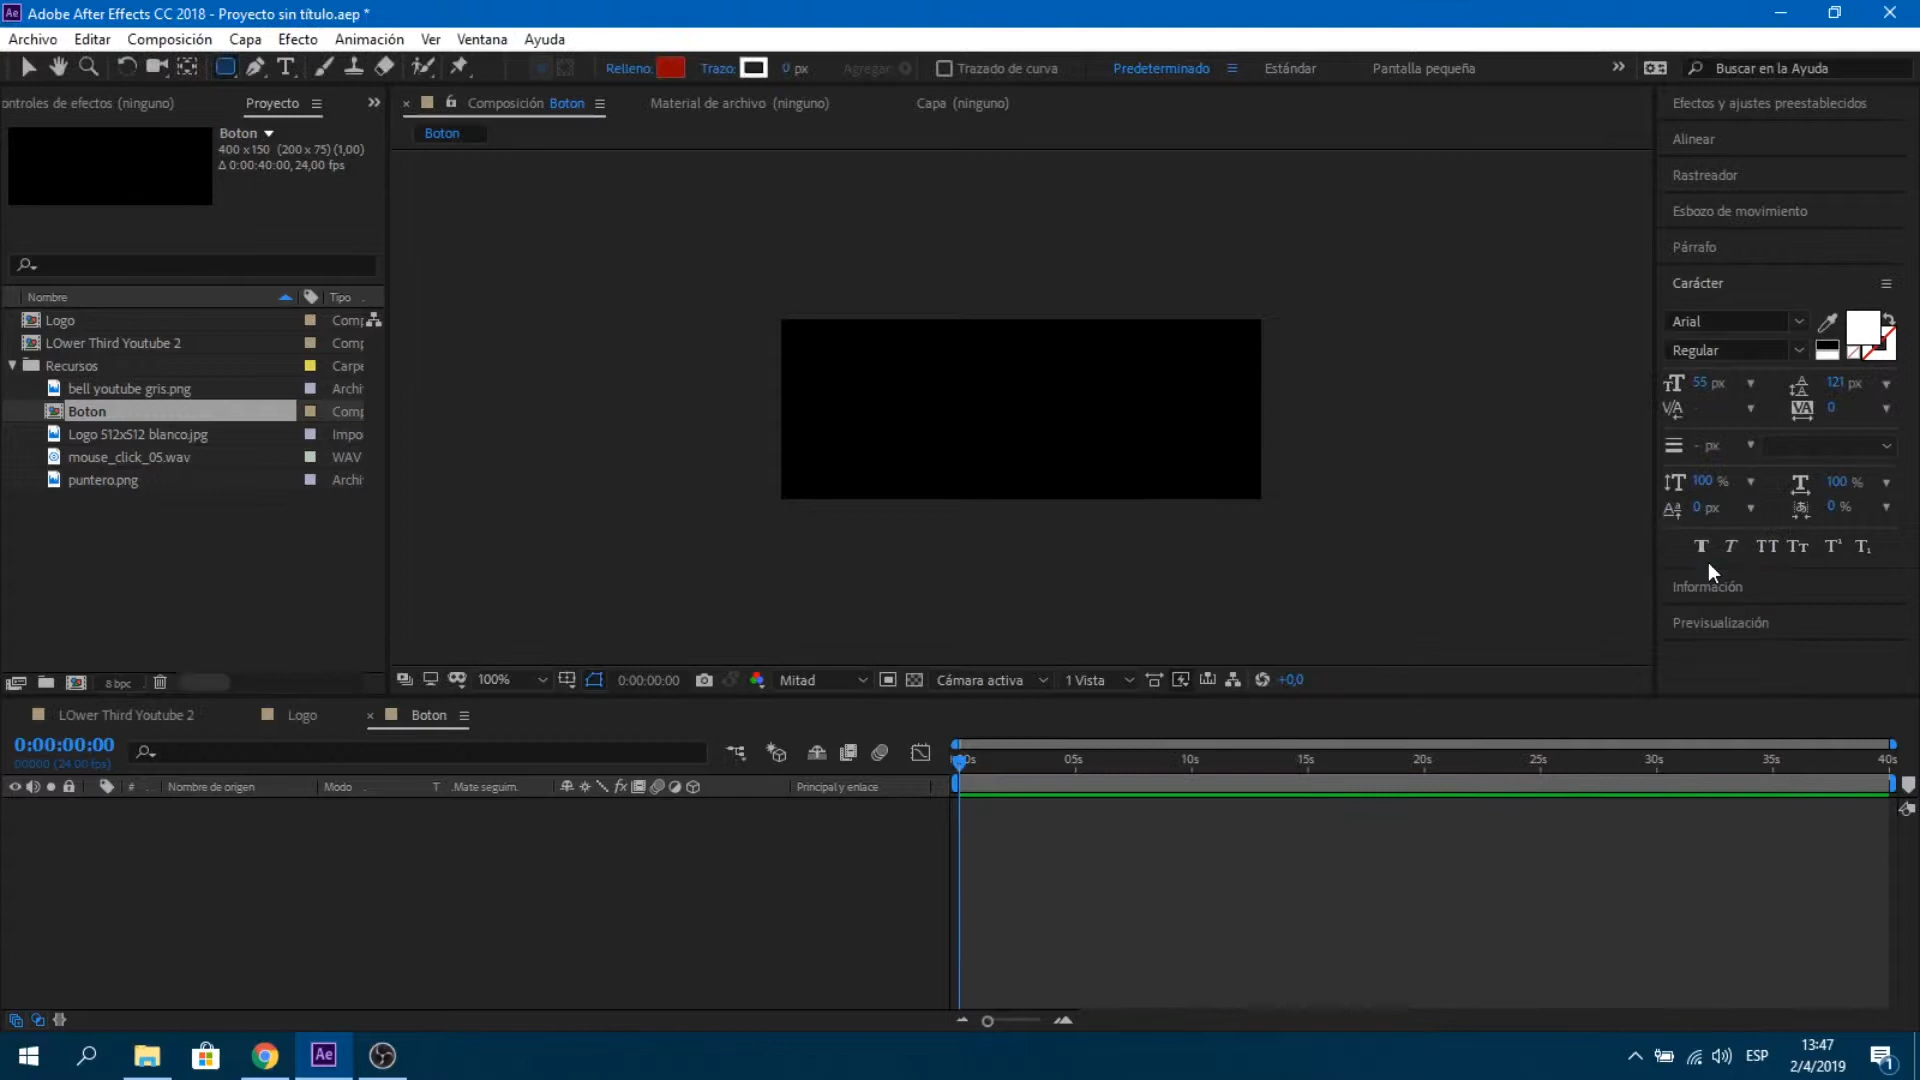 Adobe After Effects CC 2018 - Proyecto sin título.aep *
Archivo Editar Composición Capa Efecto Animación Ver Ventana Ayuda
Relleno: Trazo: 0 px Agregar: Trazado de curva Predeterminado Estándar Pantalla pequeña Buscar en la Ayuda
ontroles de efectos (ninguno) Proyecto Composición Boton Material de archivo (ninguno) Capa (ninguno) Efectos y ajustes preestablecidos
Boton
400 x 150 (200 x 75) (1,00)
Δ 0:00:40:00, 24,00 fps
Boton
Alinear
Rastreador
Esbozo de movimiento
Párrafo
Carácter
Nombre Tipo
Logo Comp
LOwer Third Youtube 2 Comp
Recursos Carpe
bell youtube gris.png Archi
Boton Comp
Logo 512x512 blanco.jpg Impo
mouse_click_05.wav WAV
puntero.png Archi
Arial
Regular
55 px 121 px
- 0
- px
100 % 100 %
0 px 0 %
Información
Previsualización
8 bpc 100% 0:00:00:00 Mitad Cámara activa 1 Vista +0,0
LOwer Third Youtube 2 Logo × Boton
0:00:00:00
00000 (24.00 fps)
05s 10s 15s 20s 25s 30s 35s 40s
# Nombre de origen Modo T .Mate seguim. Principal y enlace
ESP 13:47
2/4/2019
1